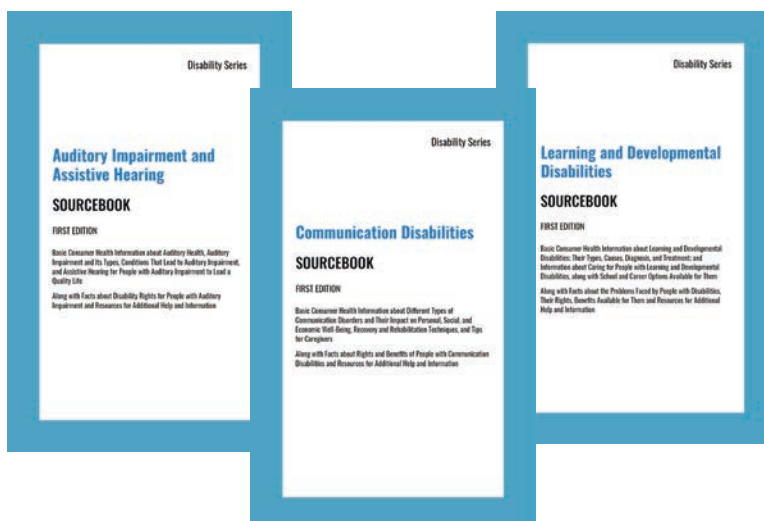 Disability Series
Auditory Impairment and
Assistive Hearing
SOURCEBOOK
FIRST EDITION
Basic Consumer Health Information about Auditory Health, Auditory
Impairment and Its Types, Conditions That Lead to Auditory Impairment,
and Assistive Hearing for People with Auditory Impairment to Lead a
Quality Life
Along with Facts about Disability Rights for People with Auditory
Impairment and Resources for Additional Help and Information
Disability Series
Communication Disabilities
SOURCEBOOK
FIRST EDITION
Basic Consumer Health Information about Different Types of
Communication Disorders and Their Impact on Personal, Social, and
Economic Well-Being, Recovery and Rehabilitation Techniques, and Tips
for Caregivers
Along with Facts about Rights and Benefits of People with Communication
Disabilities and Resources for Additional Help and Information
Disability Series
Learning and Developmental
Disabilities
SOURCEBOOK
FIRST EDITION
Basic Consumer Health Information about Learning and Developmental
Disabilities: Their Types, Causes, Diagnosis, and Treatment; and
Information about Caring for People with Learning and Developmental
Disabilities, along with School and Career Options Available for Them
Along with Facts about the Problems Faced by People with Disabilities,
Their Rights, Benefits Available for Them and Resources for Additional
Help and Information